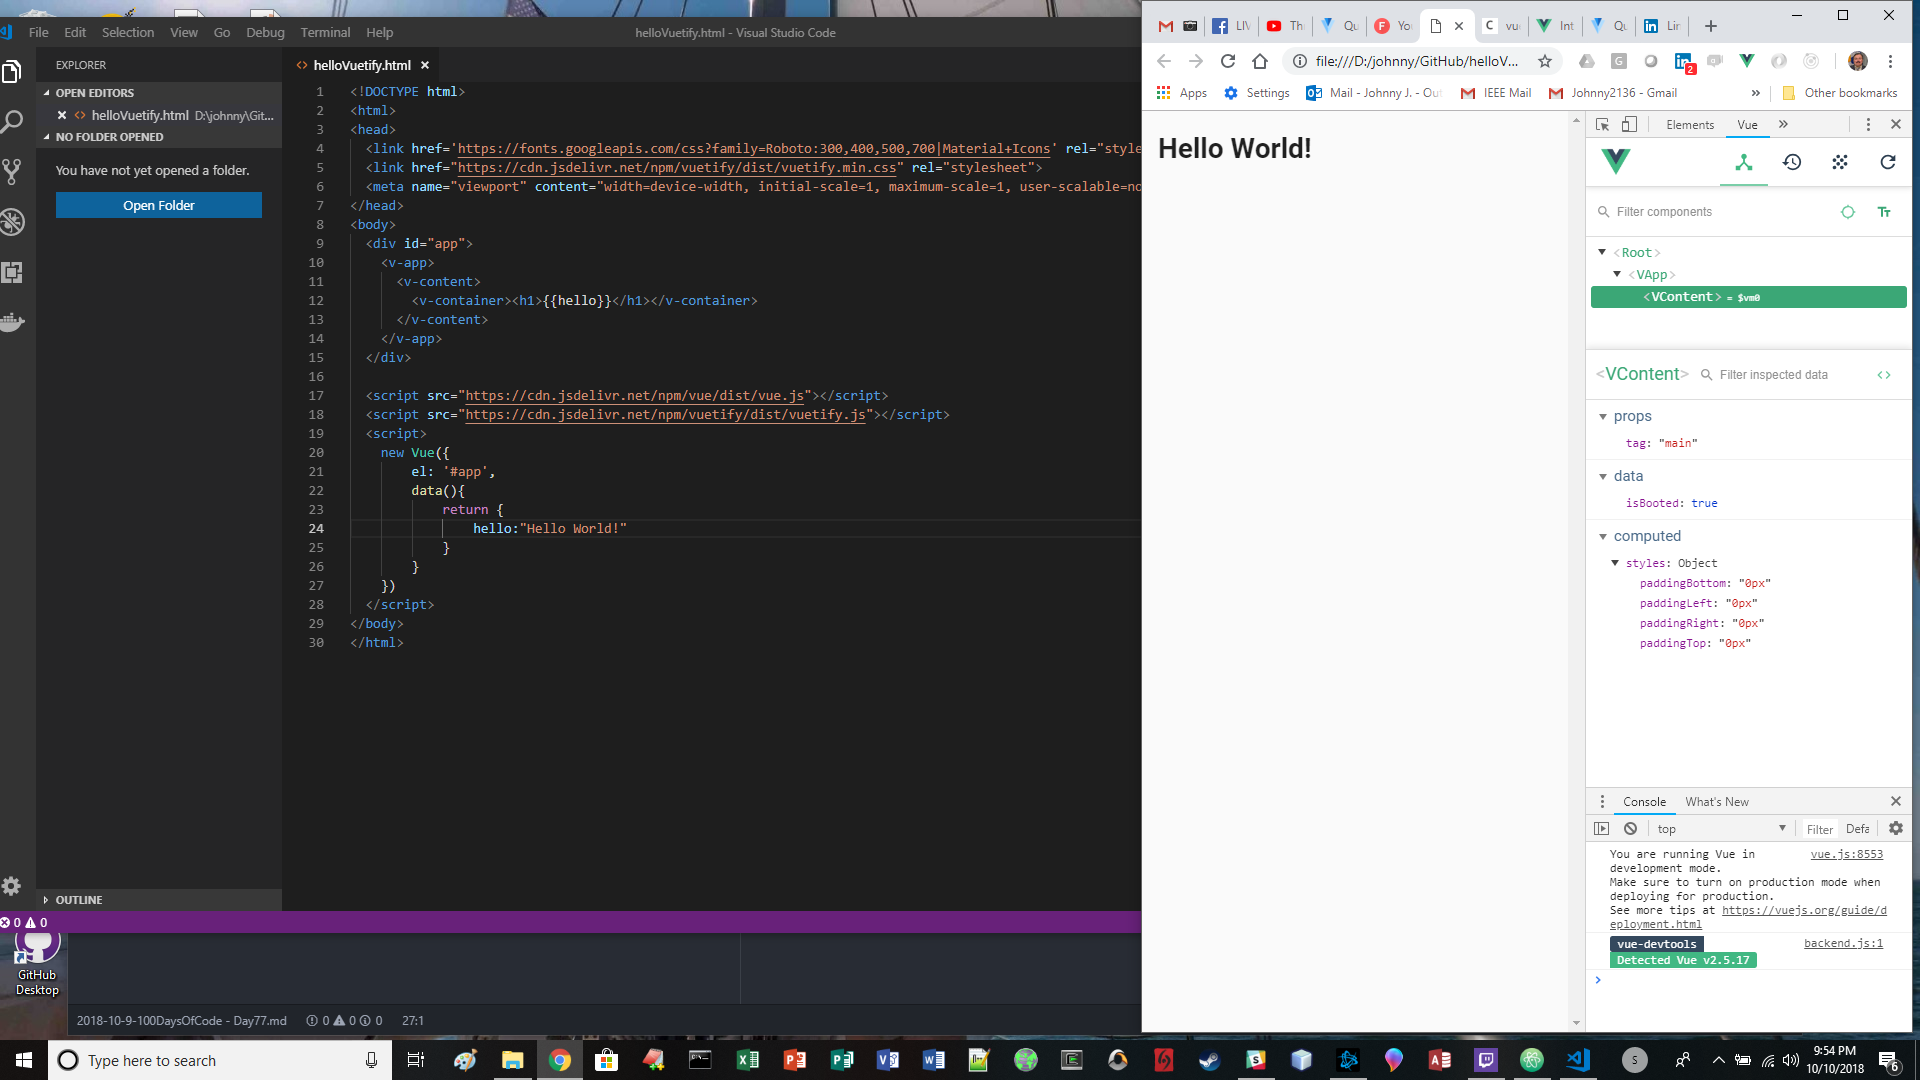 File Edit Selection View Go Debug Terminal Help
helloVuetify.html - Visual Studio Code
EXPLORER
OPEN EDITORS
helloVuetify.html D:\johnny\Git...
NO FOLDER OPENED
You have not yet opened a folder.
Open Folder
OUTLINE
0 0
helloVuetify.html
1 <!DOCTYPE html>
2 <html>
3 <head>
4 <link href='https://fonts.googleapis.com/css?family=Roboto:300,400,500,700|Material+Icons' rel="style
5 <link href="https://cdn.jsdelivr.net/npm/vuetify/dist/vuetify.min.css" rel="stylesheet">
6 <meta name="viewport" content="width=device-width, initial-scale=1, maximum-scale=1, user-scalable=no
7 </head>
8 <body>
9 <div id="app">
10 <v-app>
11 <v-content>
12 <v-container><h1>{{hello}}</h1></v-container>
13 </v-content>
14 </v-app>
15 </div>
16
17 <script src="https://cdn.jsdelivr.net/npm/vue/dist/vue.js"></script>
18 <script src="https://cdn.jsdelivr.net/npm/vuetify/dist/vuetify.js"></script>
19 <script>
20 new Vue({
21 el: '#app',
22 data(){
23 return {
24 hello:"Hello World!"
25 }
26 }
27 })
28 </script>
29 </body>
30 </html>
GitHub
Desktop
2018-10-9-100DaysOfCode - Day77.md 0 0 0 27:1
LIV Th Qu Yo vue Int Qu Lin
file:///D:/johnny/GitHub/helloV...
2
Apps Settings Mail - Johnny J. - Out IEEE Mail Johnny2136 - Gmail » Other bookmarks
Hello World!
Elements Vue »
Filter components
<Root>
<VApp>
<VContent> = $vm0
<VContent> Filter inspected data
props
tag: "main"
data
isBooted: true
computed
styles: Object
paddingBottom: "0px"
paddingLeft: "0px"
paddingRight: "0px"
paddingTop: "0px"
Console What's New
top Filter Defa
You are running Vue in vue.js:8553
development mode.
Make sure to turn on production mode when
deploying for production.
See more tips at https://vuejs.org/guide/d
eployment.html
vue-devtools backend.js:1
Detected Vue v2.5.17
Type here to search
S
9:54 PM
10/10/2018
6